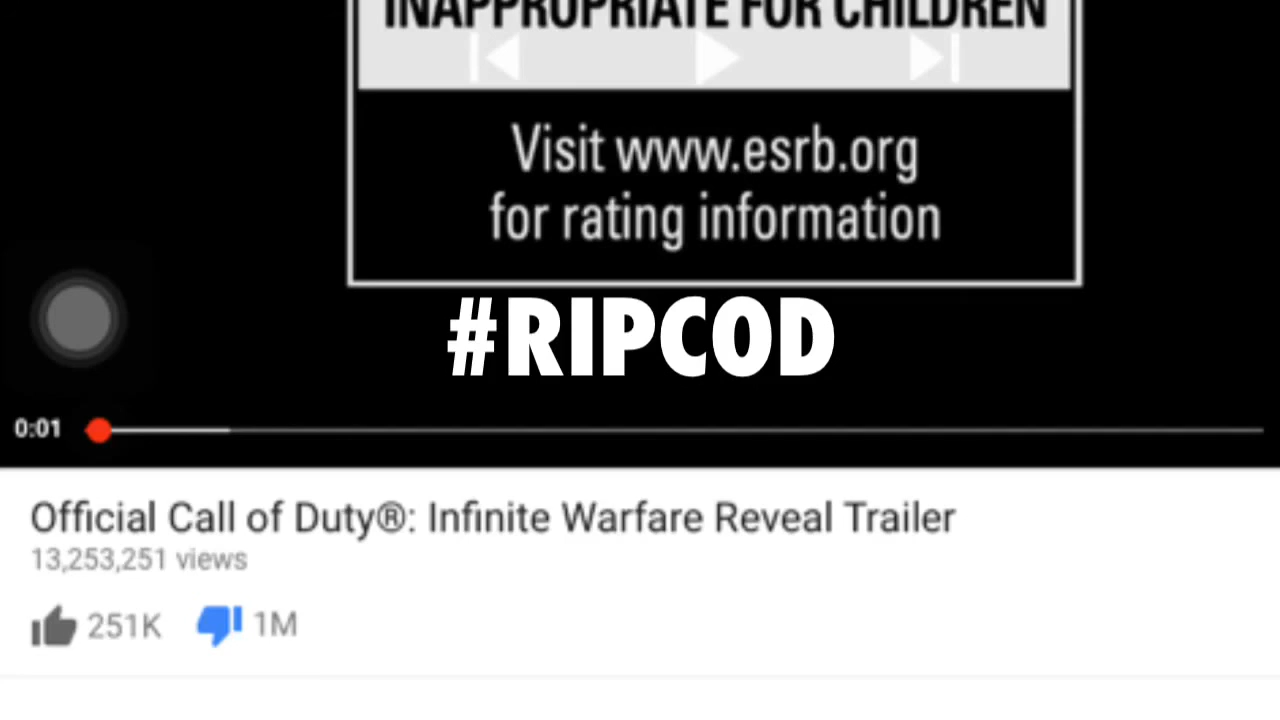 INAPPROPRIATE FOR CHILDREN
Visit www.esrb.org
for rating information
#RIPCOD
0:01
Official Call of Duty®: Infinite Warfare Reveal Trailer
13,253,251 views
251K 1M